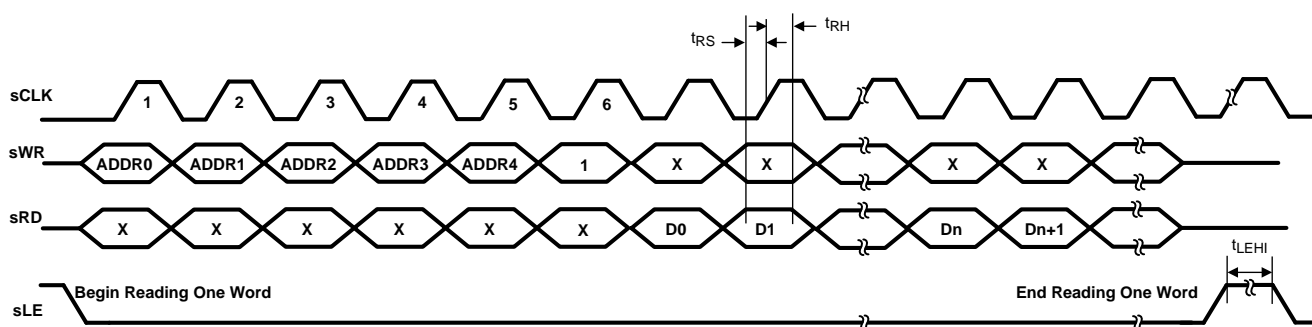 tRH
tRS
sCLK 1 2 3 4 5 6
sWR ADDR0 ADDR1 ADDR2 ADDR3 ADDR4 1 X X X X
sRD X X X X X X D0 D1 Dn Dn+1
tLEHI
Begin Reading One Word End Reading One Word
sLE